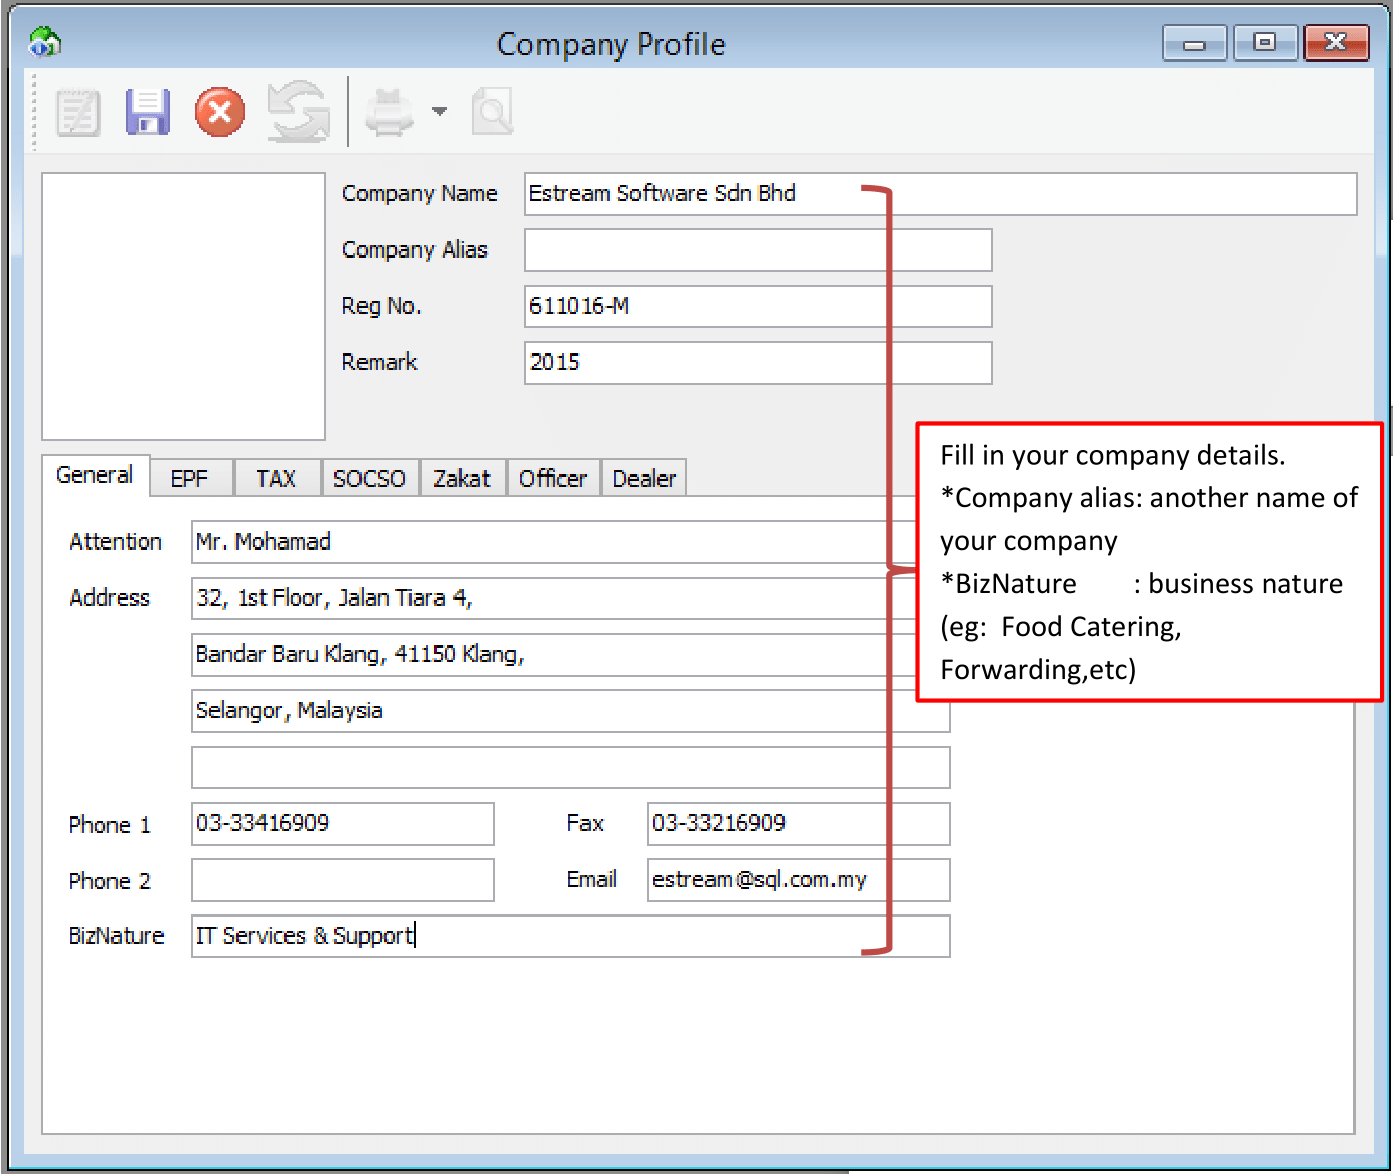 Company Profile
Company Name Estream Software Sdn Bhd
Company Alias
Reg No. 611016-M
Remark 2015
General EPF TAX SOCSO Zakat Officer Dealer
Attention Mr. Mohamad
Address 32, 1st Floor, Jalan Tiara 4,
Bandar Baru Klang, 41150 Klang,
Selangor, Malaysia
Phone 1 03-33416909 Fax 03-33216909
Phone 2 Email estream@sql.com.my
BizNature IT Services & Support
Fill in your company details.
*Company alias: another name of
your company
*BizNature : business nature
(eg: Food Catering,
Forwarding,etc)